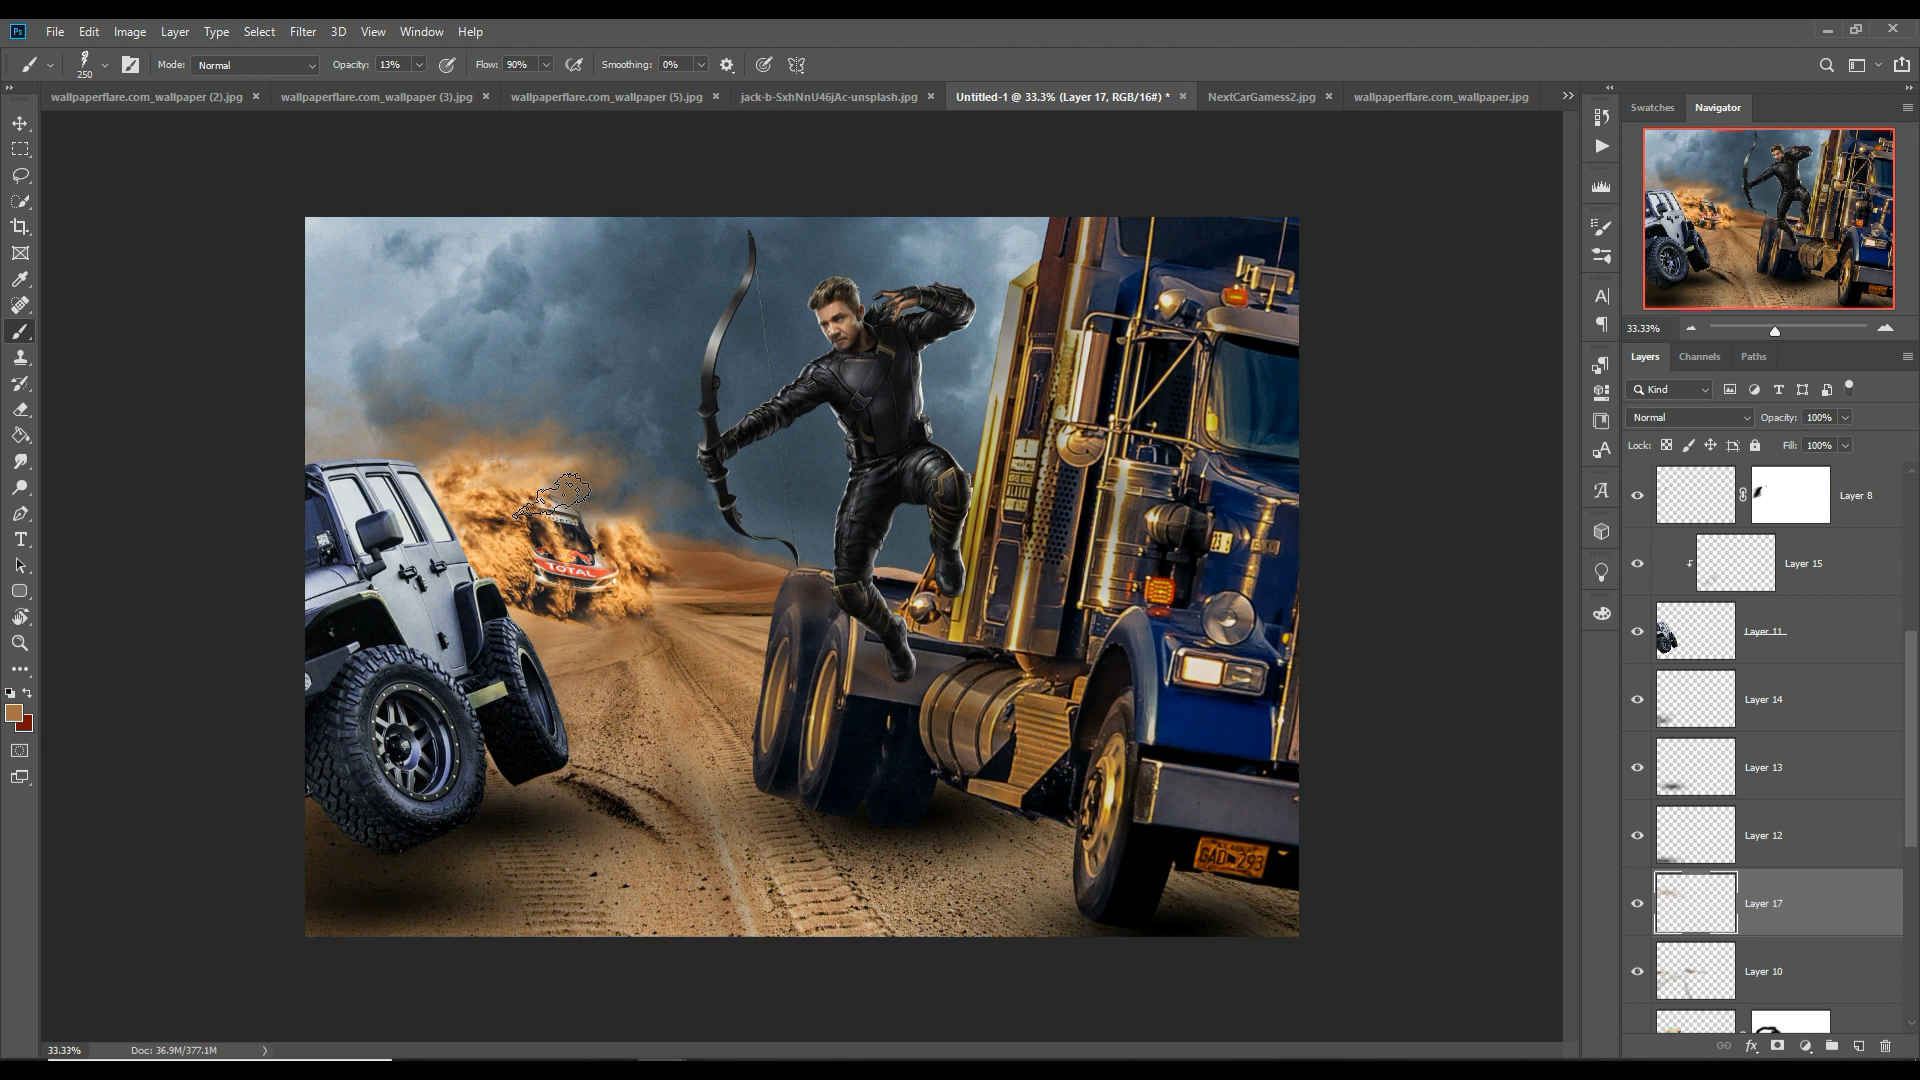 Ps File Edit Image Layer Type Select Filter 3D View Window Help
250 Mode: Normal Opacity: 13% Flow: 90% Smoothing: 0%
wallpaperflare.com_wallpaper (2).jpg × wallpaperflare.com_wallpaper (3).jpg × wallpaperflare.com_wallpaper (5).jpg × jack-b-SxhNnU46jAc-unsplash.jpg × Untitled-1 @ 33.3% (Layer 17, RGB/16#) * × NextCarGamess2.jpg × wallpaperflare.com_wallpaper.jpg
Swatches Navigator
33.33%
Layers Channels Paths
Kind
Normal Opacity: 100%
Lock: Fill: 100%
Layer 8
Layer 15
Layer 11
Layer 14
Layer 13
Layer 12
Layer 17
Layer 10
TOTAL
GAD 293
33.33% Doc: 36.9M/377.1M